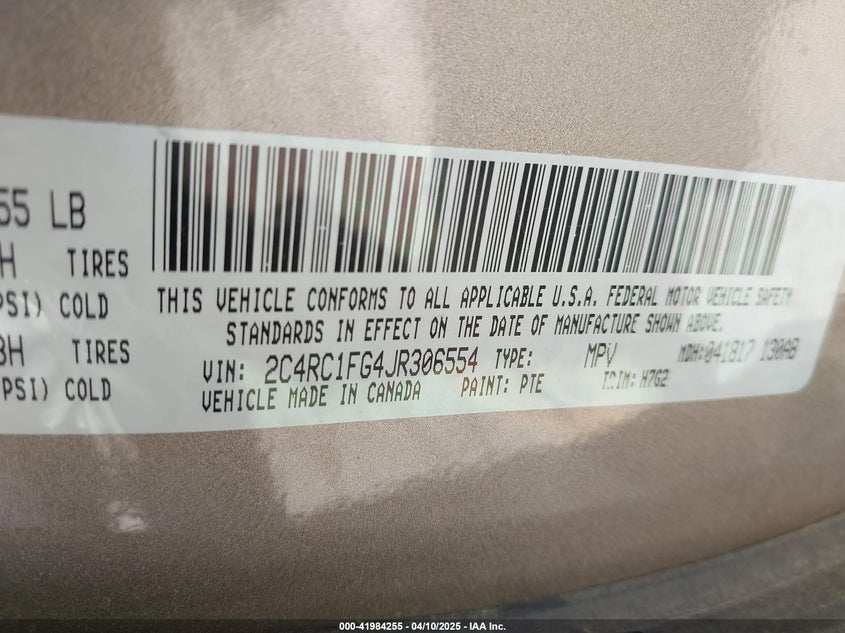 55 LB
H TIRES
PSI) COLD
8H TIRES
(PSI) COLD
THIS VEHICLE CONFORMS TO ALL APPLICABLE U.S.A. FEDERAL MOTOR VEHICLE SAFETY
STANDARDS IN EFFECT ON THE DATE OF MANUFACTURE SHOWN ABOVE.
VIN: 2C4RC1FG4JR306554 TYPE: MPV MDH:041817 130AB
VEHICLE MADE IN CANADA PAINT: PTE TRIM: H7G2
000-41984255 - 04/10/2025 - IAA Inc.